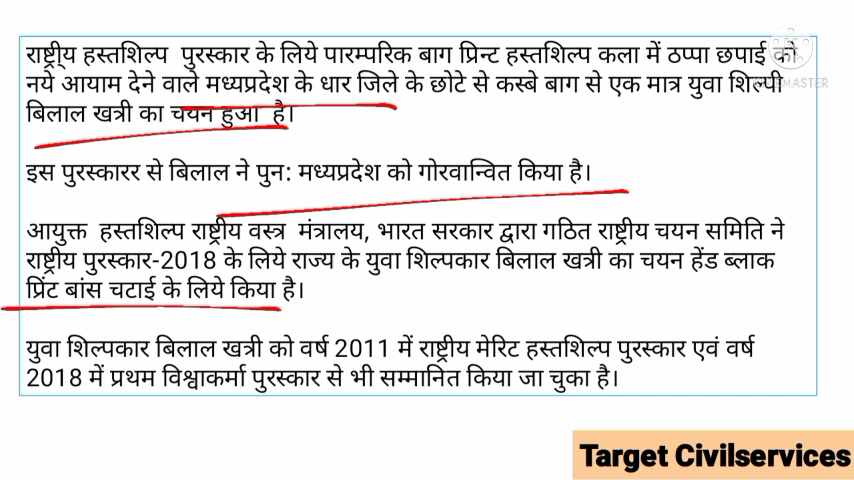 राष्ट्री्य हस्तशिल्प पुरस्कार के लिये पारम्परिक बाग प्रिन्ट हस्तशिल्प कला में ठप्पा छपाई को
नये आयाम देने वाले मध्यप्रदेश के धार जिले के छोटे से कस्बे बाग से एक मात्र युवा शिल्पी
बिलाल खत्री का चयन हुआ है।
इस पुरस्कारर से बिलाल ने पुन: मध्यप्रदेश को गोरवान्वित किया है।
आयुक्त हस्तशिल्प राष्ट्रीय वस्त्र मंत्रालय, भारत सरकार द्वारा गठित राष्ट्रीय चयन समिति ने
राष्ट्रीय पुरस्कार-2018 के लिये राज्य के युवा शिल्पकार बिलाल खत्री का चयन हेंड ब्लाक
प्रिंट बांस चटाई के लिये किया है।
युवा शिल्पकार बिलाल खत्री को वर्ष 2011 में राष्ट्रीय मेरिट हस्तशिल्प पुरस्कार एवं वर्ष
2018 में प्रथम विश्वाकर्मा पुरस्कार से भी सम्मानित किया जा चुका है।
Target Civilservices